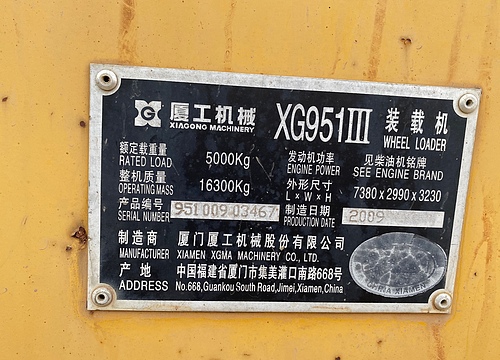 厦工机械 XG951III 装载机
XIAGONG MACHINERY WHEEL LOADER
额定载重量 5000Kg 发动机功率 见柴油机铭牌
RATED LOAD ENGINE POWER SEE ENGINE BRAND
整机质量 16300Kg 外形尺寸 7380x2990x3230
OPERATING MASS L×W×H
产品编号 951 009 03467 制造日期 2009
SERIAL NUMBER PRODUCTION DATE
制造商 厦门厦工机械股份有限公司
MANUFACTURER XIAMEN XGMA MACHINERY CO., LTD.
产地 中国福建省厦门市集美灌口南路668号
ADDRESS No.668,Guankou South Road,Jimei,Xiamen,China
CHINA XIAMEN